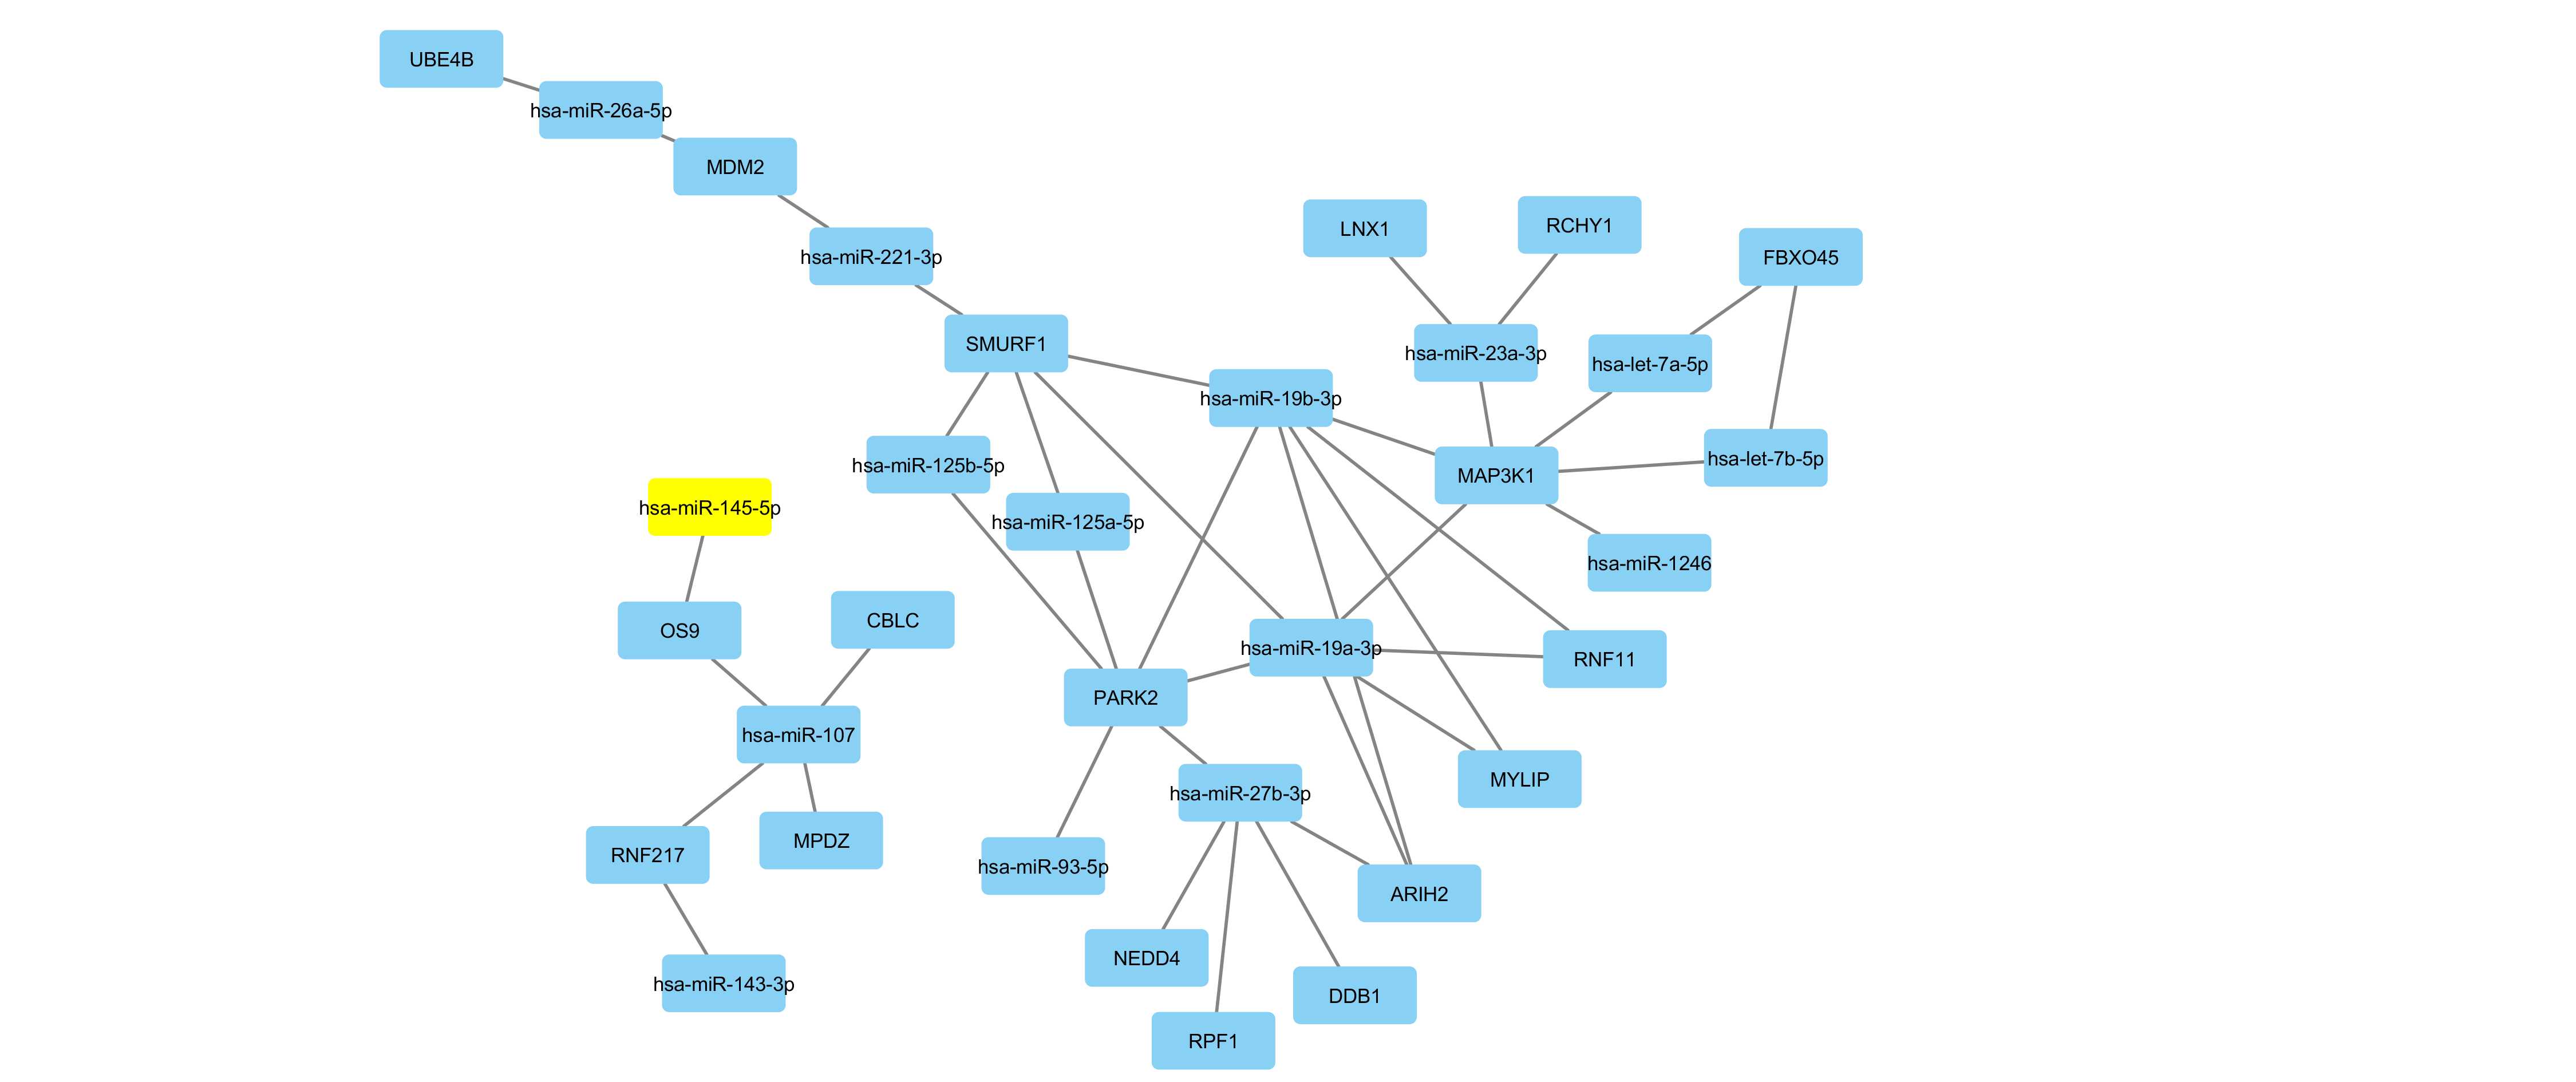 UBE4B
hsa-miR-26a-5p
MDM2
LNX1
RCHY1
hsa-miR-221-3p
FBXO45
SMURF1
hsa-miR-23a-3p
hsa-let-7a-5p
hsa-miR-19b-3p
hsa-miR-125b-5p
hsa-let-7b-5p
MAP3K1
hsa-miR-145-5p
hsa-miR-125a-5p
hsa-miR-1246
CBLC
OS9
hsa-miR-19a-3p
RNF11
PARK2
hsa-miR-107
MYLIP
hsa-miR-27b-3p
MPDZ
RNF217
hsa-miR-93-5p
ARIH2
NEDD4
hsa-miR-143-3p
DDB1
RPF1